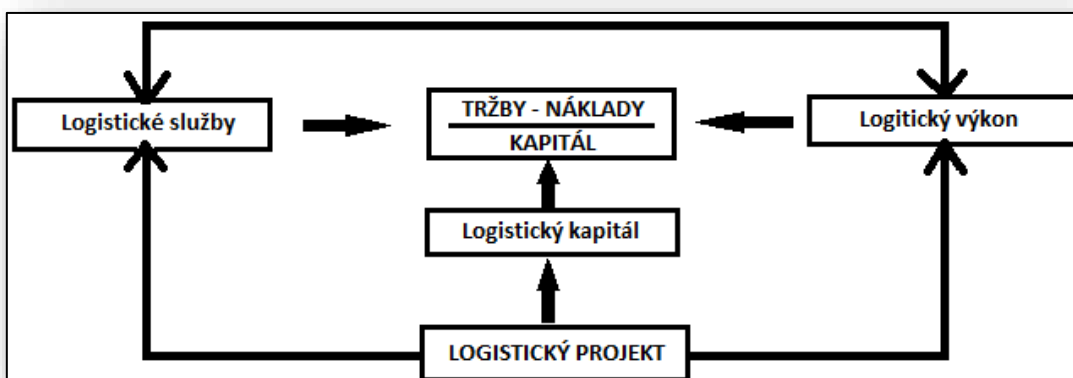 Logistické služby
TRŽBY - NÁKLADY
KAPITÁL
Logitický výkon
Logistický kapitál
LOGISTICKÝ PROJEKT